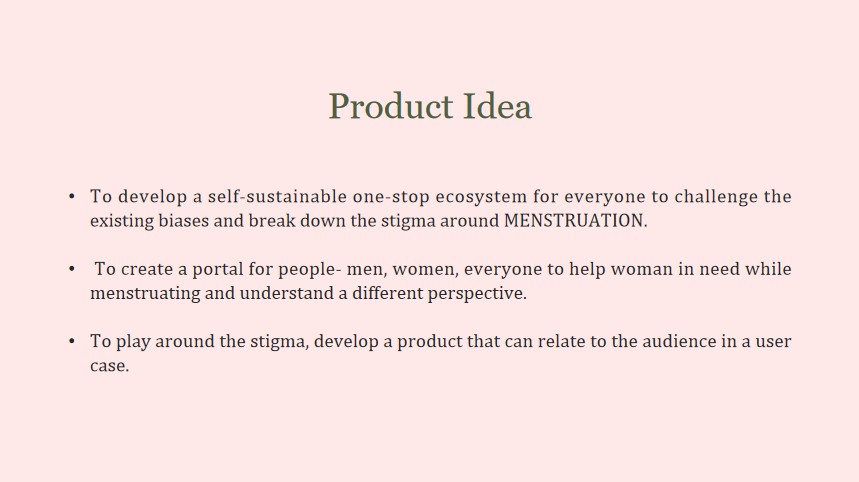 Product Idea
• To develop a self-sustainable one-stop ecosystem for everyone to challenge the
existing biases and break down the stigma around MENSTRUATION.
• To create a portal for people- men, women, everyone to help woman in need while
menstruating and understand a different perspective.
• To play around the stigma, develop a product that can relate to the audience in a user
case.